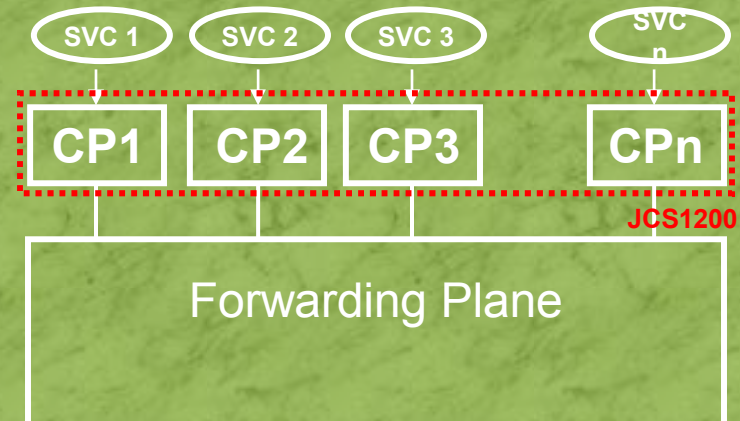 SVC 1
SVC 2
SVC 3
SVC
n
CP1
CP2
CP3
CPn
JCS1200
Forwarding Plane